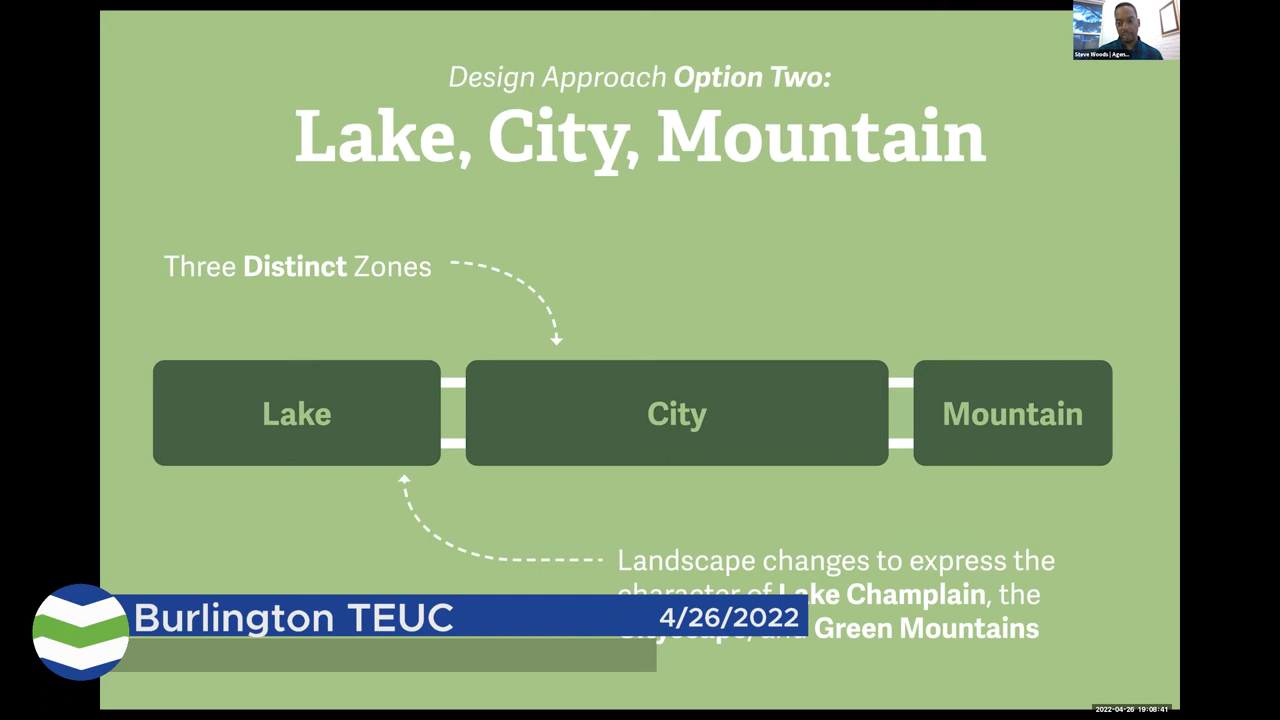 Steve Woods | Agen...
Design Approach Option Two:
Lake, City, Mountain
Three Distinct Zones
Lake
City
Mountain
Landscape changes to express the
character of Lake Champlain, the
Cityscape, and Green Mountains
Burlington TEUC
4/26/2022
2022-04-26 19:08:41